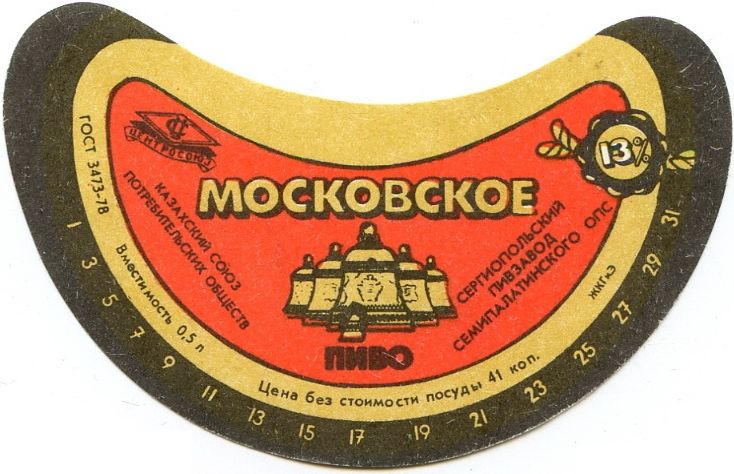 ЦЕНТРОСОЮЗ
13%
ГОСТ 3473-78
МОСКОВСКОЕ
КАЗАХСКИЙ СОЮЗ
ПОТРЕБИТЕЛЬСКИХ ОБЩЕСТВ
СЕРГИОПОЛЬСКИЙ
ПИВЗАВОД
СЕМИПАЛАТИНСКОГО ОПС
ПИВО
Вместимость 0,5 л
Цена без стоимости посуды 41 коп.
ЖКГ-Э
1 3 5 7 9 11 13 15 17 19 21 23 25 27 29 31